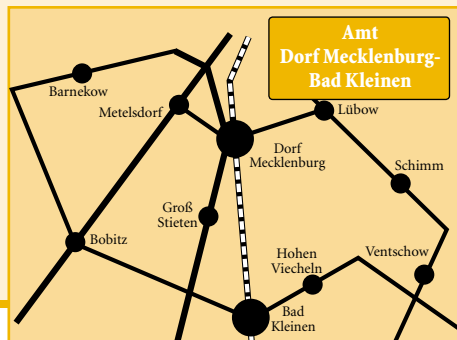 Amt
Dorf Mecklenburg-
Bad Kleinen
Barnekow
Metelsdorf
Lübow
Dorf
Mecklenburg
Schimm
Groß
Stieten
Bobitz
Hohen
Viecheln
Ventschow
Bad
Kleinen